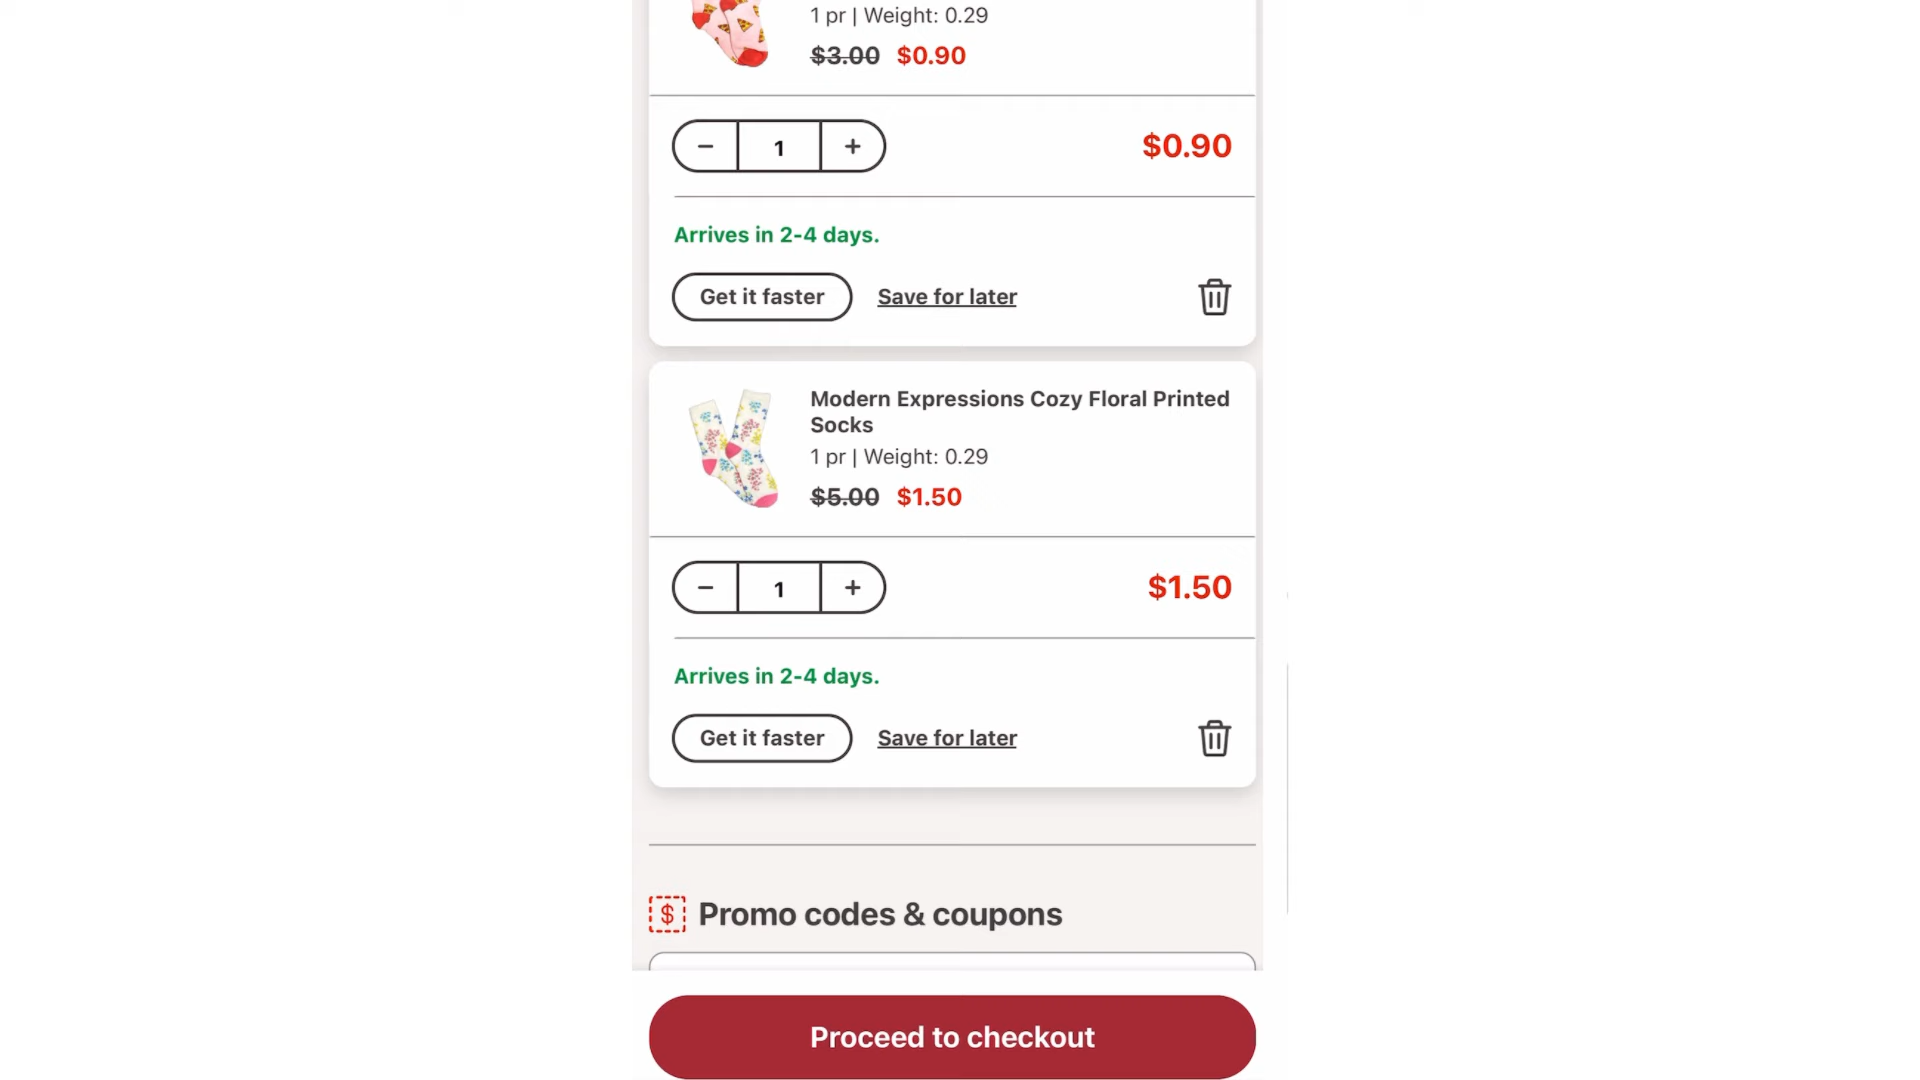 1 pr | Weight: 0.29
$3.00 $0.90
− 1 + $0.90
Arrives in 2-4 days.
Get it faster Save for later
Modern Expressions Cozy Floral Printed
Socks
1 pr | Weight: 0.29
$5.00 $1.50
− 1 + $1.50
Arrives in 2-4 days.
Get it faster Save for later
$ Promo codes & coupons
Proceed to checkout